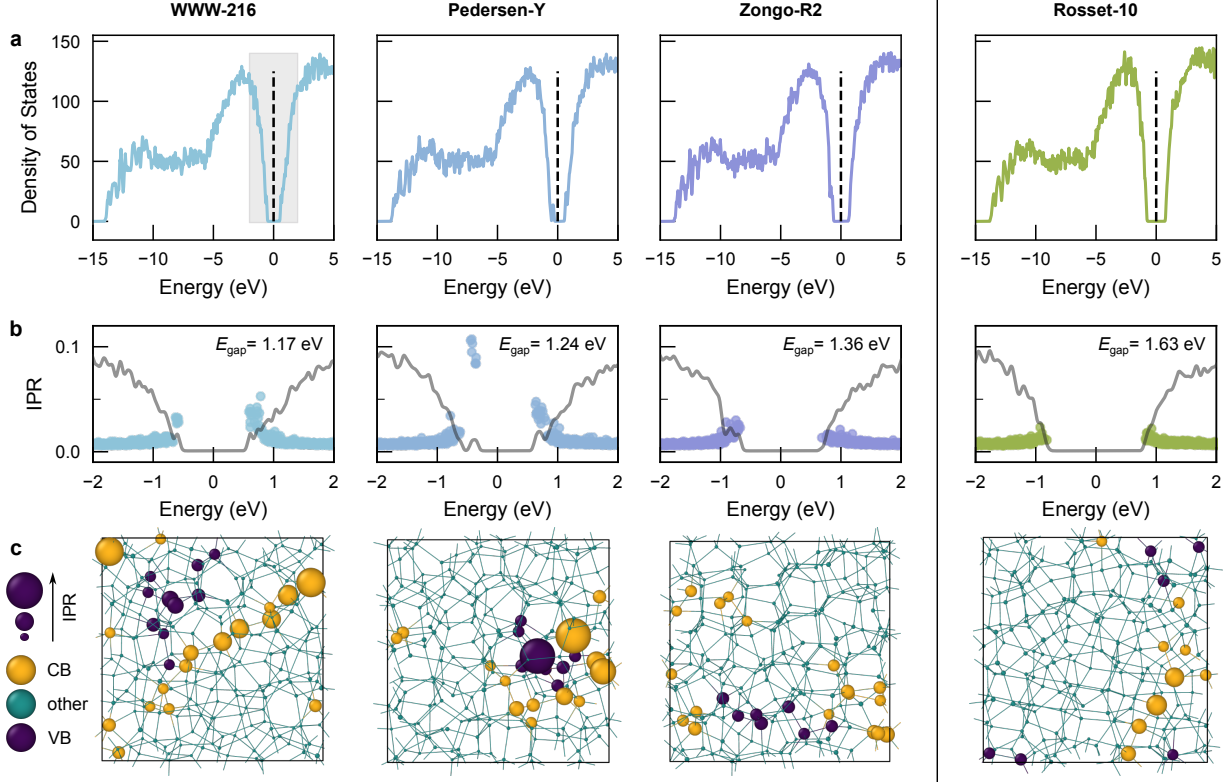 WWW-216
Pedersen-Y
Zongo-R2
Rosset-10
a
Density of States
150
100
50
0
−15 −10 −5 0 5
−15 −10 −5 0 5
−15 −10 −5 0 5
−15 −10 −5 0 5
Energy (eV)
Energy (eV)
Energy (eV)
Energy (eV)
b
IPR
0.1
0.0
Egap= 1.17 eV
Egap= 1.24 eV
Egap= 1.36 eV
Egap= 1.63 eV
−2 −1 0 1 2
−2 −1 0 1 2
−2 −1 0 1 2
−2 −1 0 1 2
Energy (eV)
Energy (eV)
Energy (eV)
Energy (eV)
c
IPR
CB
other
VB